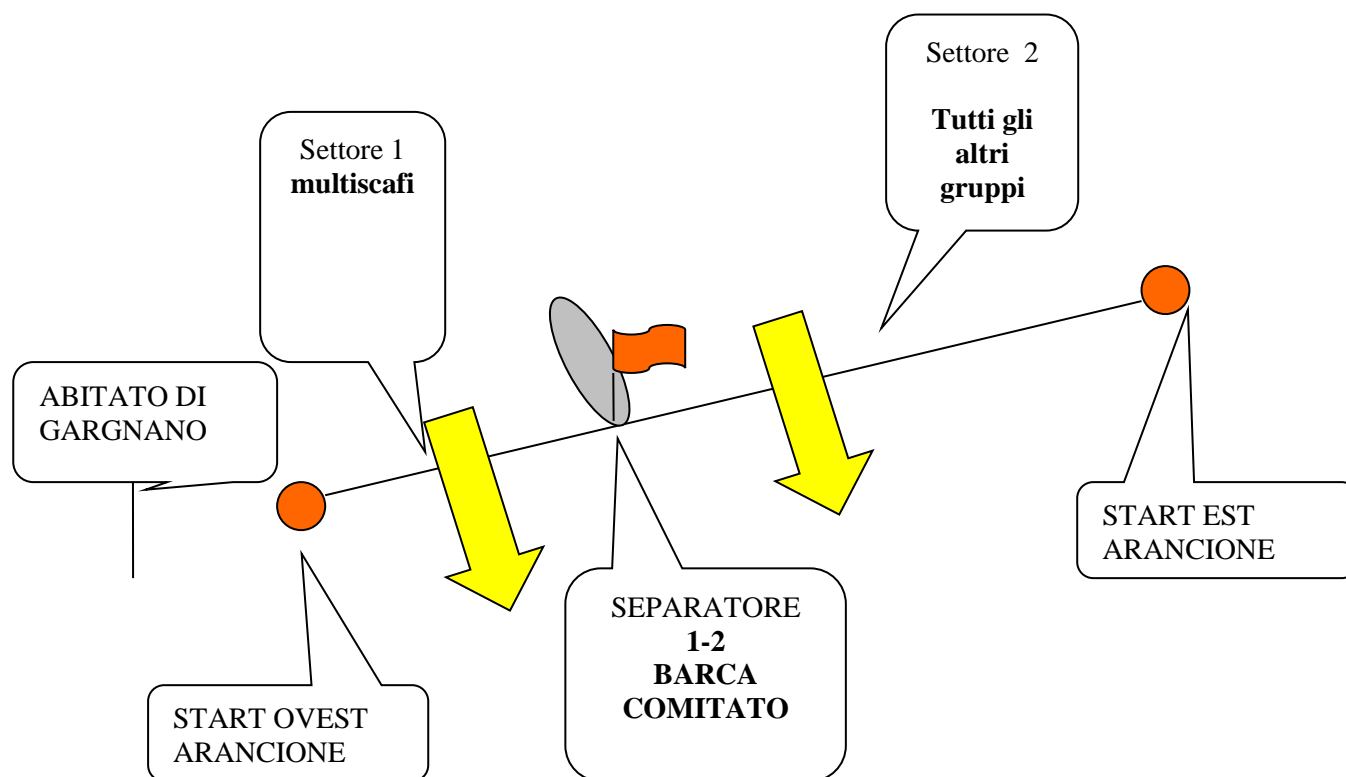 Settore 2
Tutti gli
altri
gruppi
Settore 1
multiscafi
ABITATO DI
GARGNANO
START EST
ARANCIONE
SEPARATORE
1-2
BARCA
COMITATO
START OVEST
ARANCIONE